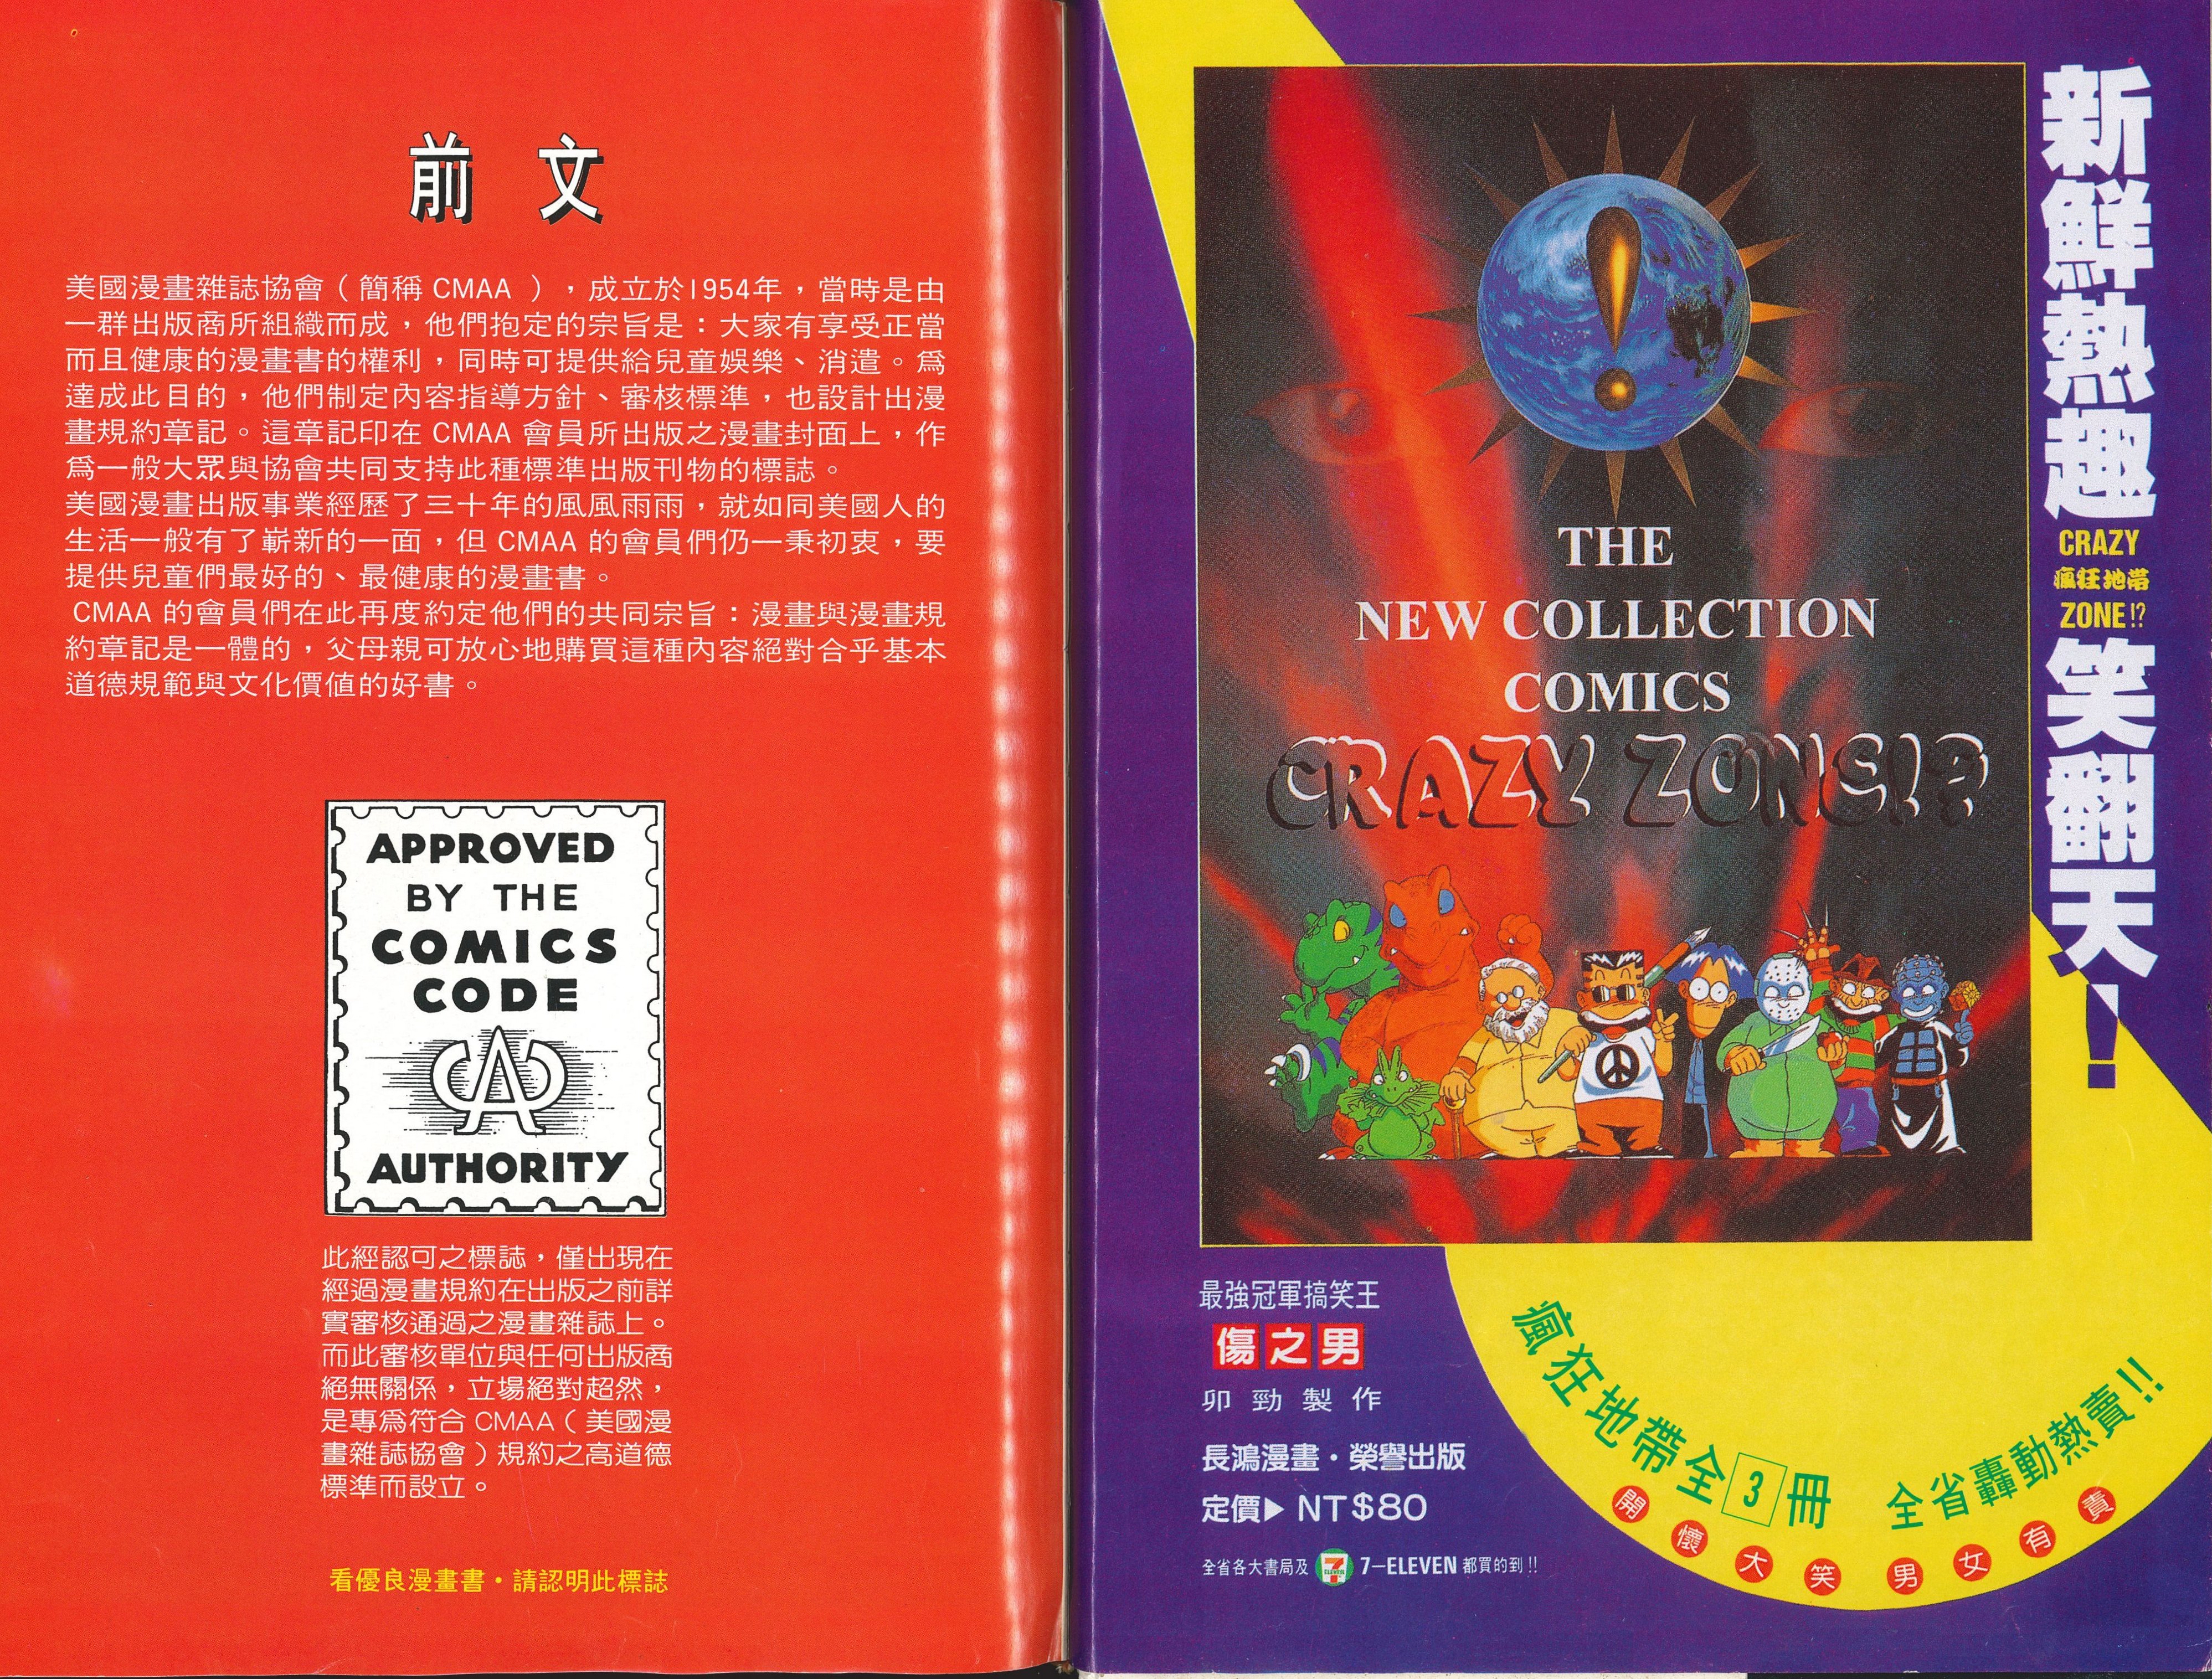 前文
美國漫畫雜誌協會（簡稱 CMAA ），成立於1954年，當時是由
一群出版商所組織而成，他們抱定的宗旨是：大家有享受正當
而且健康的漫畫書的權利，同時可提供給兒童娛樂、消遣。爲
達成此目的，他們制定內容指導方針、審核標準，也設計出漫
畫規約章記。這章記印在 CMAA 會員所出版之漫畫封面上，作
爲一般大眾與協會共同支持此種標準出版刊物的標誌。
美國漫畫出版事業經歷了三十年的風風雨雨，就如同美國人的
生活一般有了嶄新的一面，但 CMAA 的會員們仍一秉初衷，要
提供兒童們最好的、最健康的漫畫書。
CMAA 的會員們在此再度約定他們的共同宗旨：漫畫與漫畫規
約章記是一體的，父母親可放心地購買這種內容絕對合乎基本
道德規範與文化價值的好書。
APPROVED
BY THE
COMICS
CODE
CA
AUTHORITY
此經認可之標誌，僅出現在
經過漫畫規約在出版之前詳
實審核通過之漫畫雜誌上。
而此審核單位與任何出版商
絕無關係，立場絕對超然，
是專爲符合 CMAA（美國漫
畫雜誌協會）規約之高道德
標準而設立。
看優良漫畫書・請認明此標誌
新鮮熱趣
CRAZY
瘋狂地帶
ZONE!?
笑翻天！
THE
NEW COLLECTION
COMICS
CRAZY ZONE!?
最強冠軍搞笑王
傷之男
卯勁製作
長鴻漫畫・榮譽出版
定價▶ NT$80
全省各大書局及 7 ELEVEN 7-ELEVEN 都買的到!!
瘋狂地帶全3冊 全省轟動熱賣!!
開懷大笑男女有責